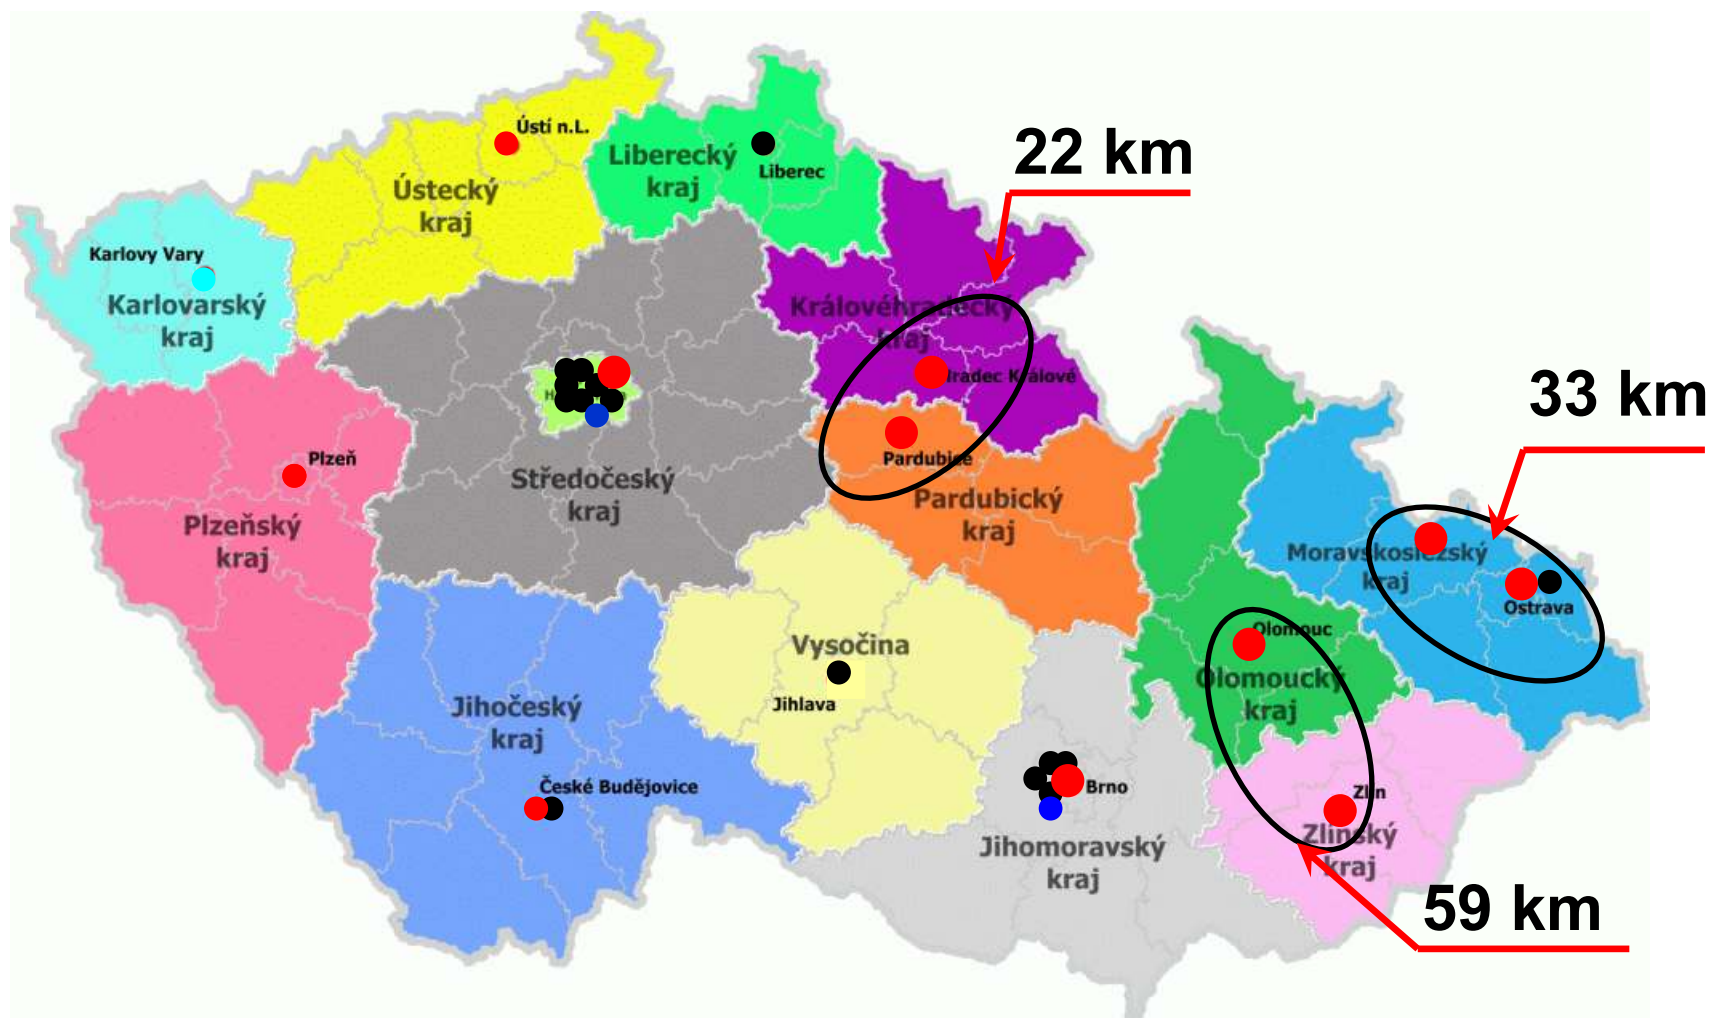 Ústí n.L.
22 km
Liberecký
kraj
Liberec
Ústecký
kraj
Karlovy Vary
Karlovarský
kraj
Královéhradecký
kraj
Hradec Králové
33 km
Plzeň
Pardubice
Středočeský
kraj
Pardubický
kraj
Plzeňský
kraj
Moravskoslezský
kraj
Ostrava
Olomouc
Vysočina
Olomoucký
kraj
Jihlava
Jihočeský
kraj
České Budějovice
Brno
Zlín
Jihomoravský
kraj
Zlínský
kraj
59 km